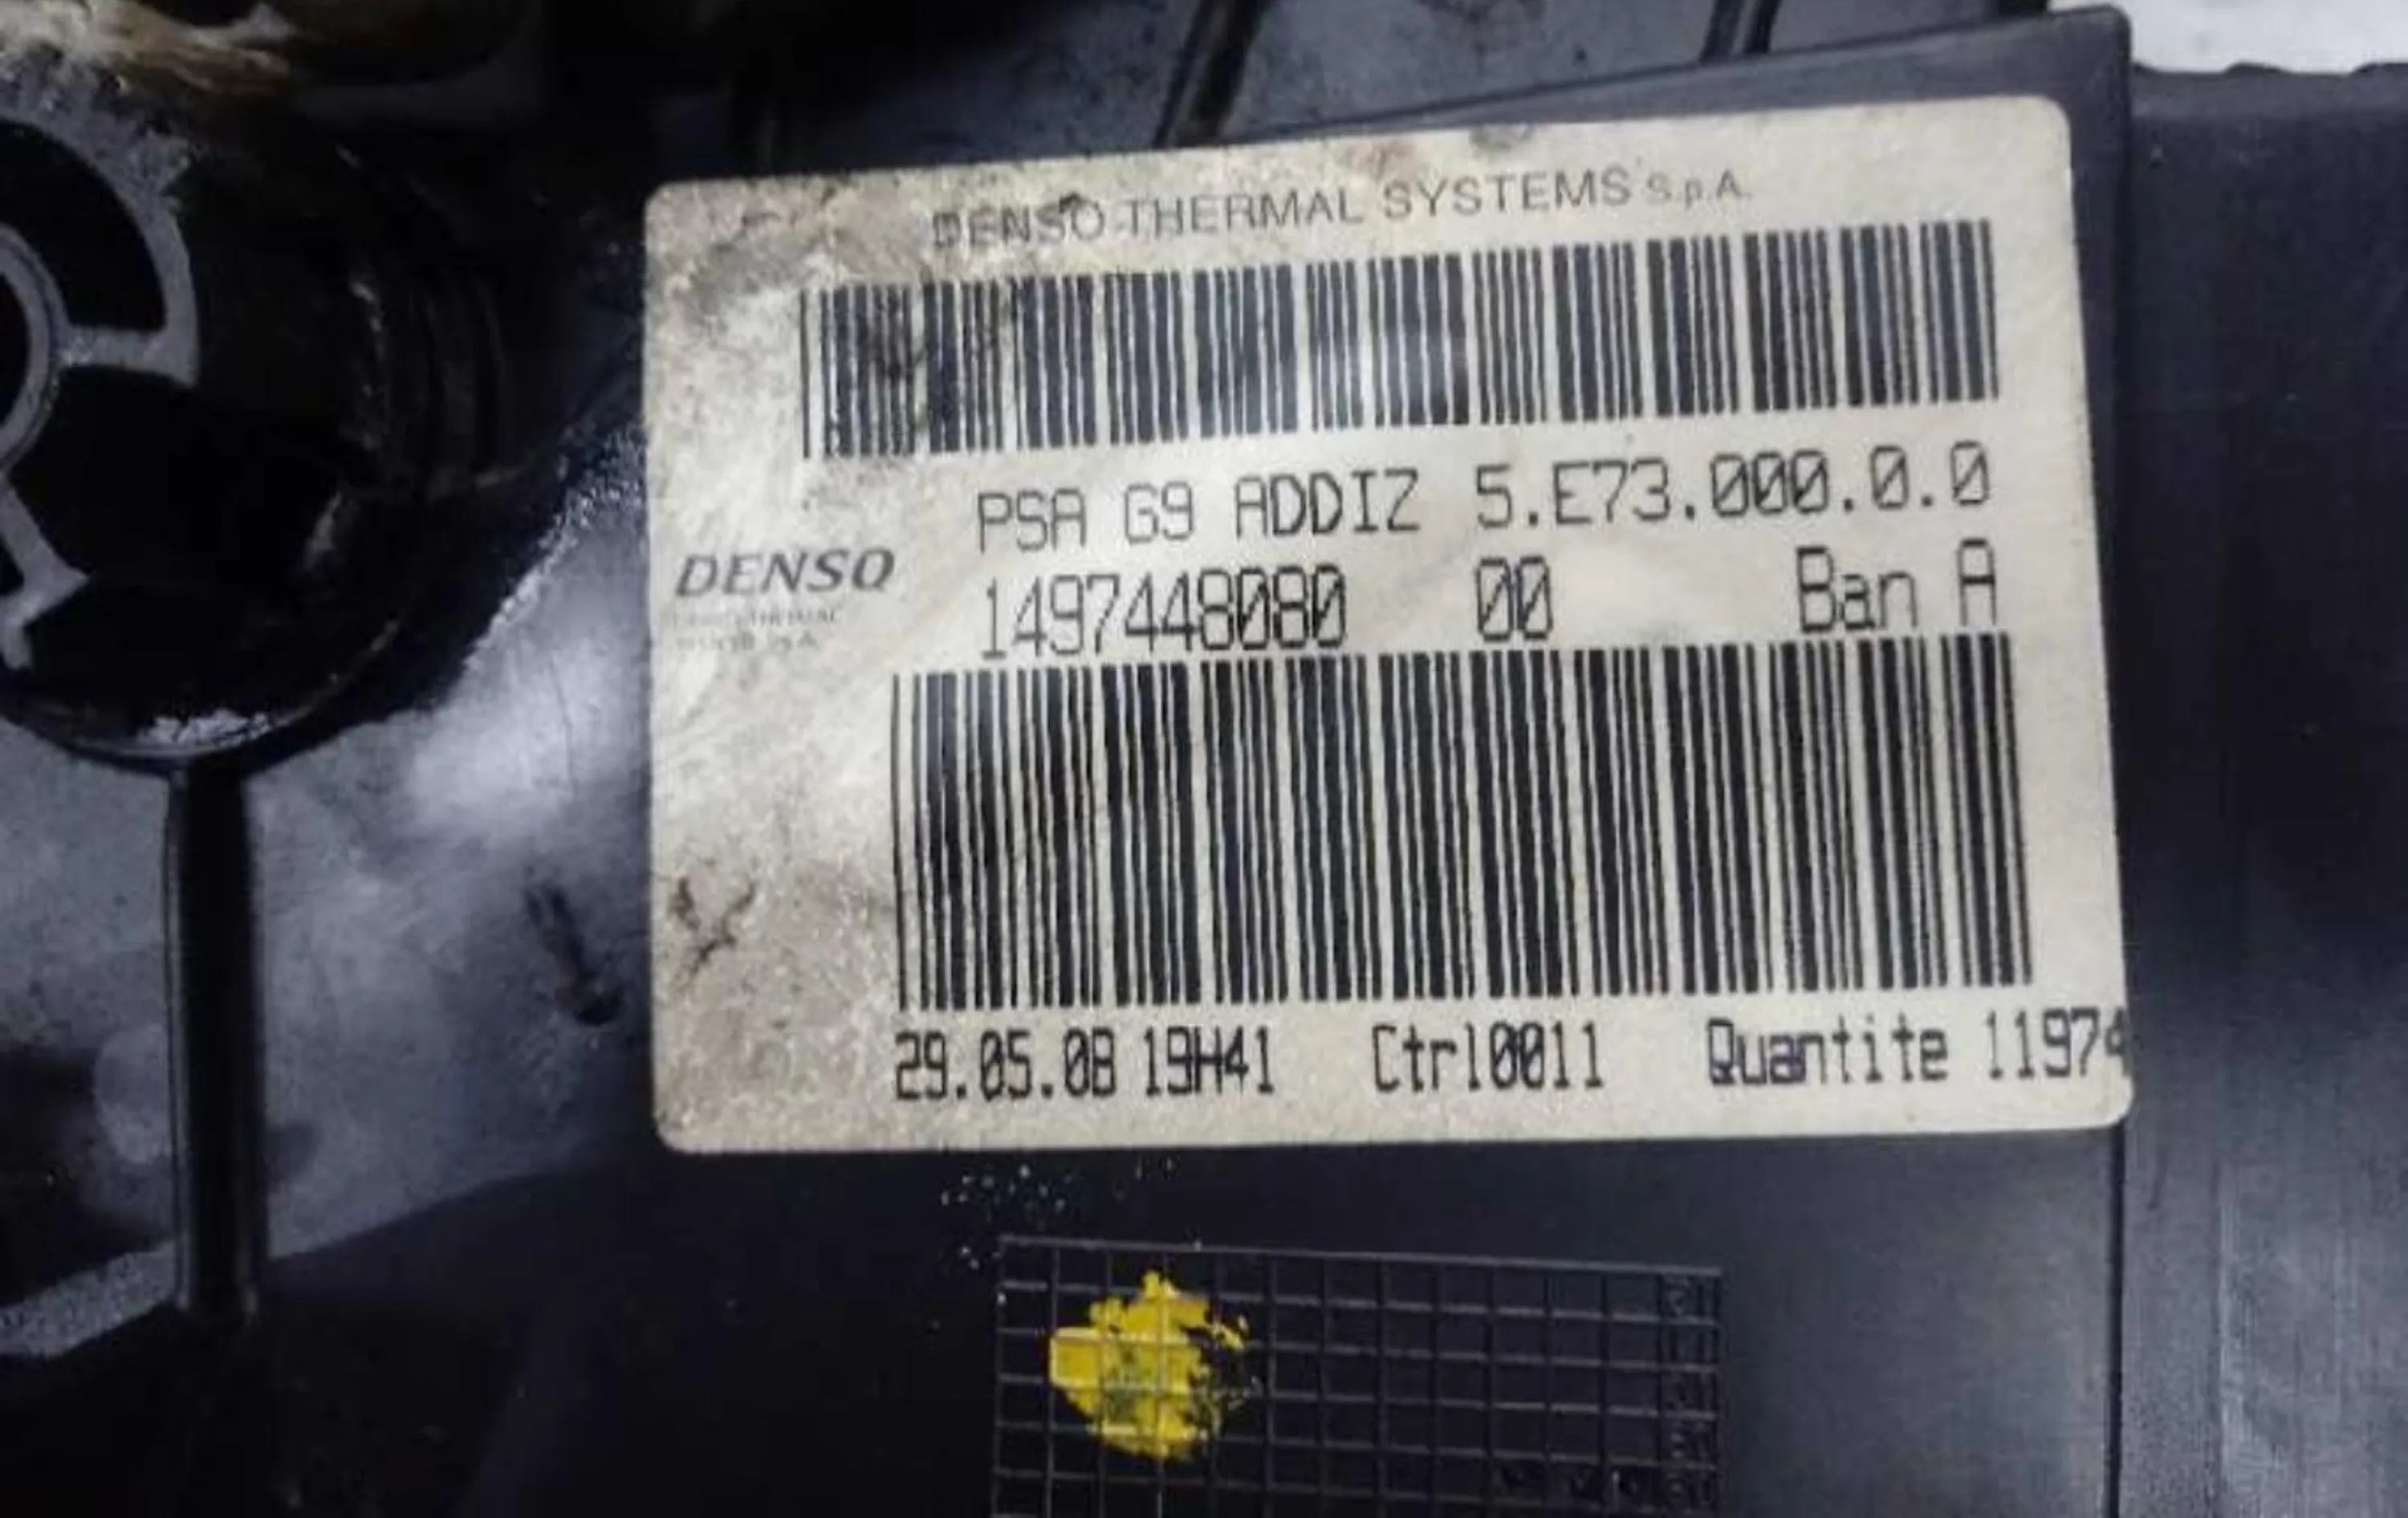 DENSO THERMAL SYSTEMS S.p.A.
PSA G9 ADDIZ 5.E73.000.0.0
DENSO
1497448080 00 Ban A
29.05.08 19H41 Ctrl0011 Quantite 11974